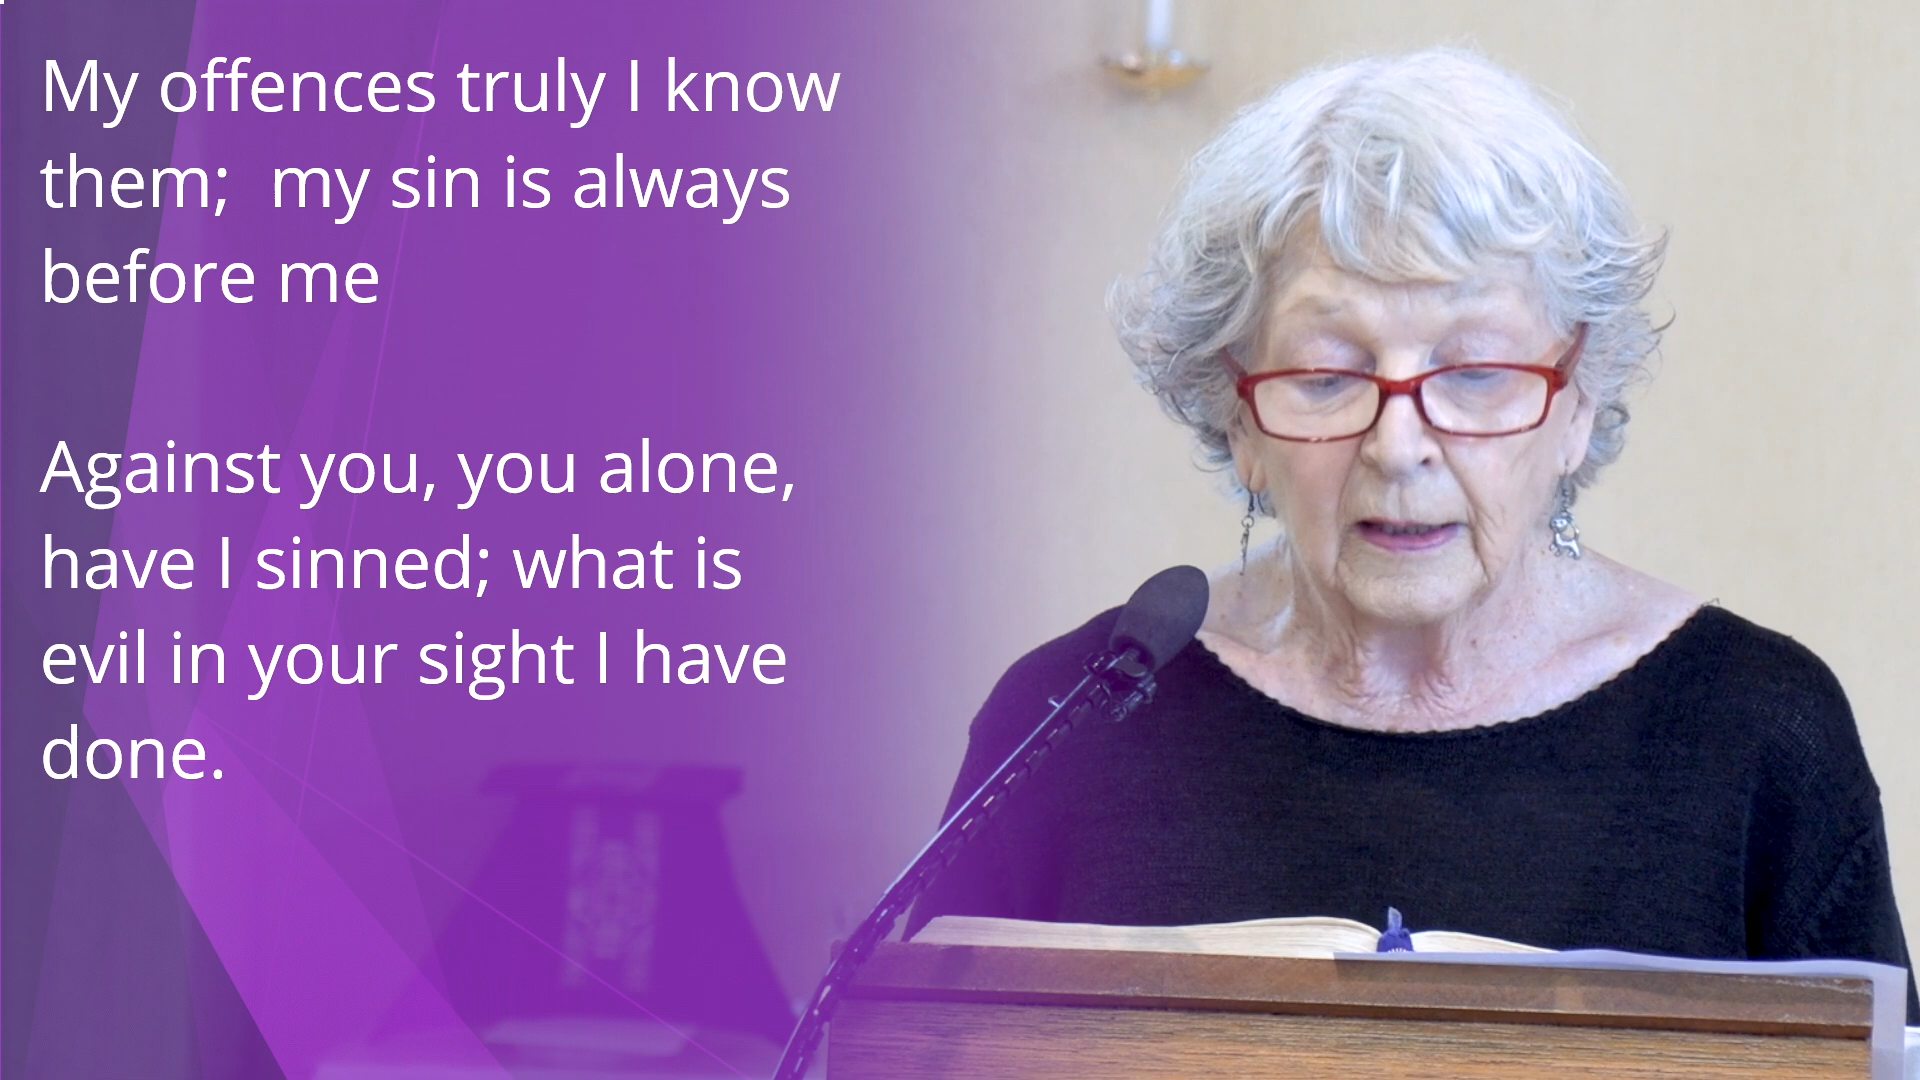 My offences truly I know
them;  my sin is always
before me
Against you, you alone,
have I sinned; what is
evil in your sight I have
done.